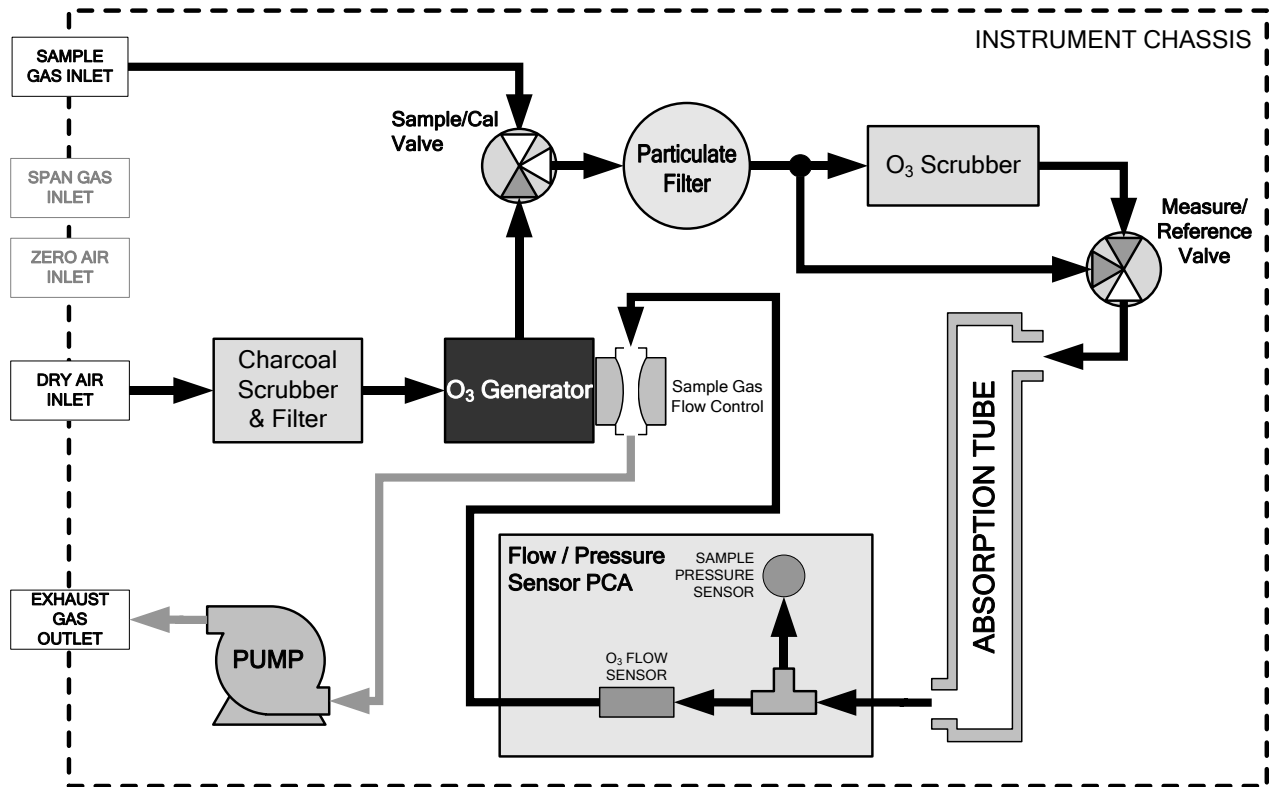 INSTRUMENT CHASSIS
SAMPLE
GAS INLET
Sample/Cal
Valve
Particulate
Filter
O₃ Scrubber
SPAN GAS
INLET
Measure/
Reference
Valve
ZERO AIR
INLET
DRY AIR
INLET
Charcoal
Scrubber
& Filter
O₃ Generator
Sample Gas
Flow Control
ABSORPTION TUBE
Flow / Pressure
Sensor PCA
SAMPLE
PRESSURE
SENSOR
EXHAUST
GAS
OUTLET
PUMP
O₃ FLOW
SENSOR